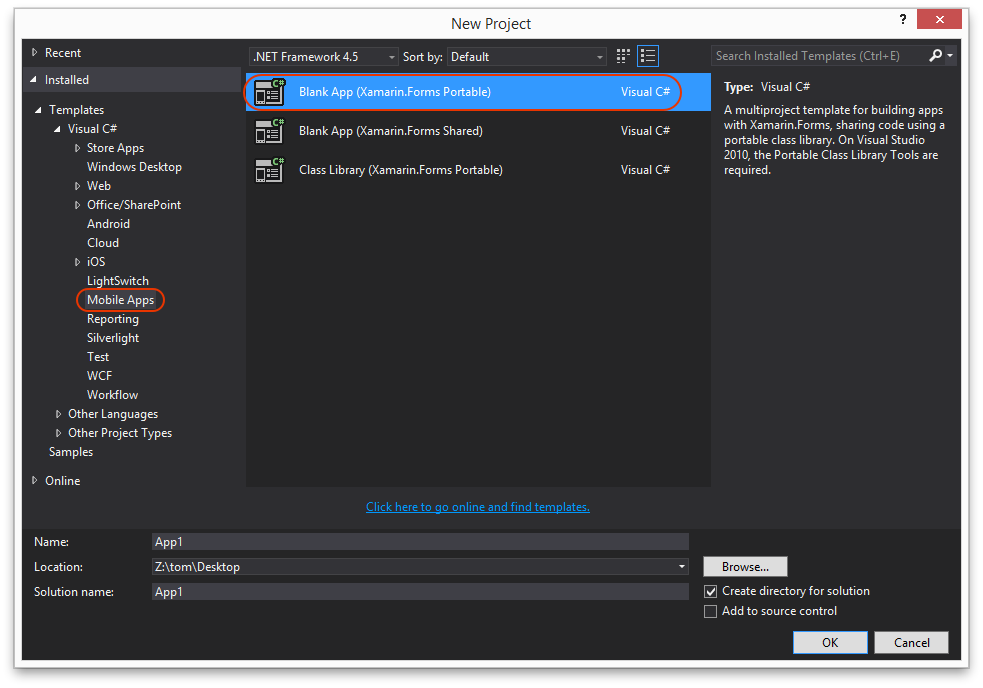 New Project
?
Recent
Installed
Templates
Visual C#
Store Apps
Windows Desktop
Web
Office/SharePoint
Android
Cloud
iOS
LightSwitch
Mobile Apps
Reporting
Silverlight
Test
WCF
Workflow
Other Languages
Other Project Types
Samples
Online
.NET Framework 4.5 Sort by: Default
C# Blank App (Xamarin.Forms Portable) Visual C#
C# Blank App (Xamarin.Forms Shared) Visual C#
C# Class Library (Xamarin.Forms Portable) Visual C#
Click here to go online and find templates.
Search Installed Templates (Ctrl+E)
Type: Visual C#
A multiproject template for building apps
with Xamarin.Forms, sharing code using a
portable class library. On Visual Studio
2010, the Portable Class Library Tools are
required.
Name: App1
Location: Z:\tom\Desktop
Solution name: App1
Browse...
Create directory for solution
Add to source control
OK Cancel